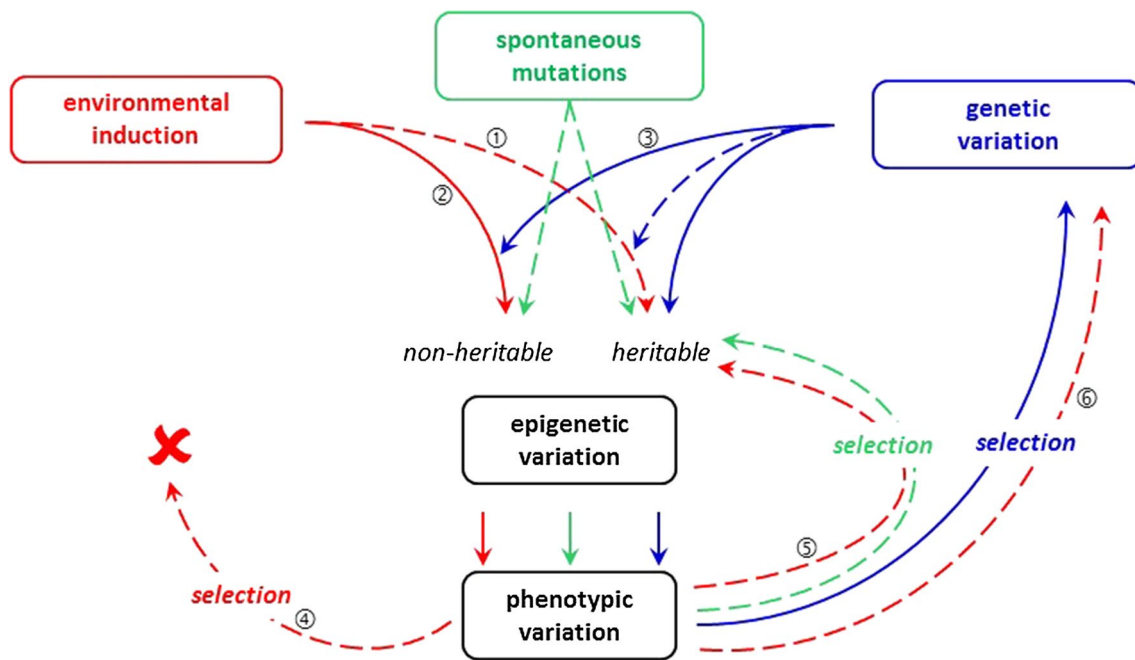 spontaneous
mutations
environmental
induction
genetic
variation
①
③
②
non-heritable
heritable
⑥
epigenetic
variation
selection
selection
⑤
phenotypic
variation
selection
④